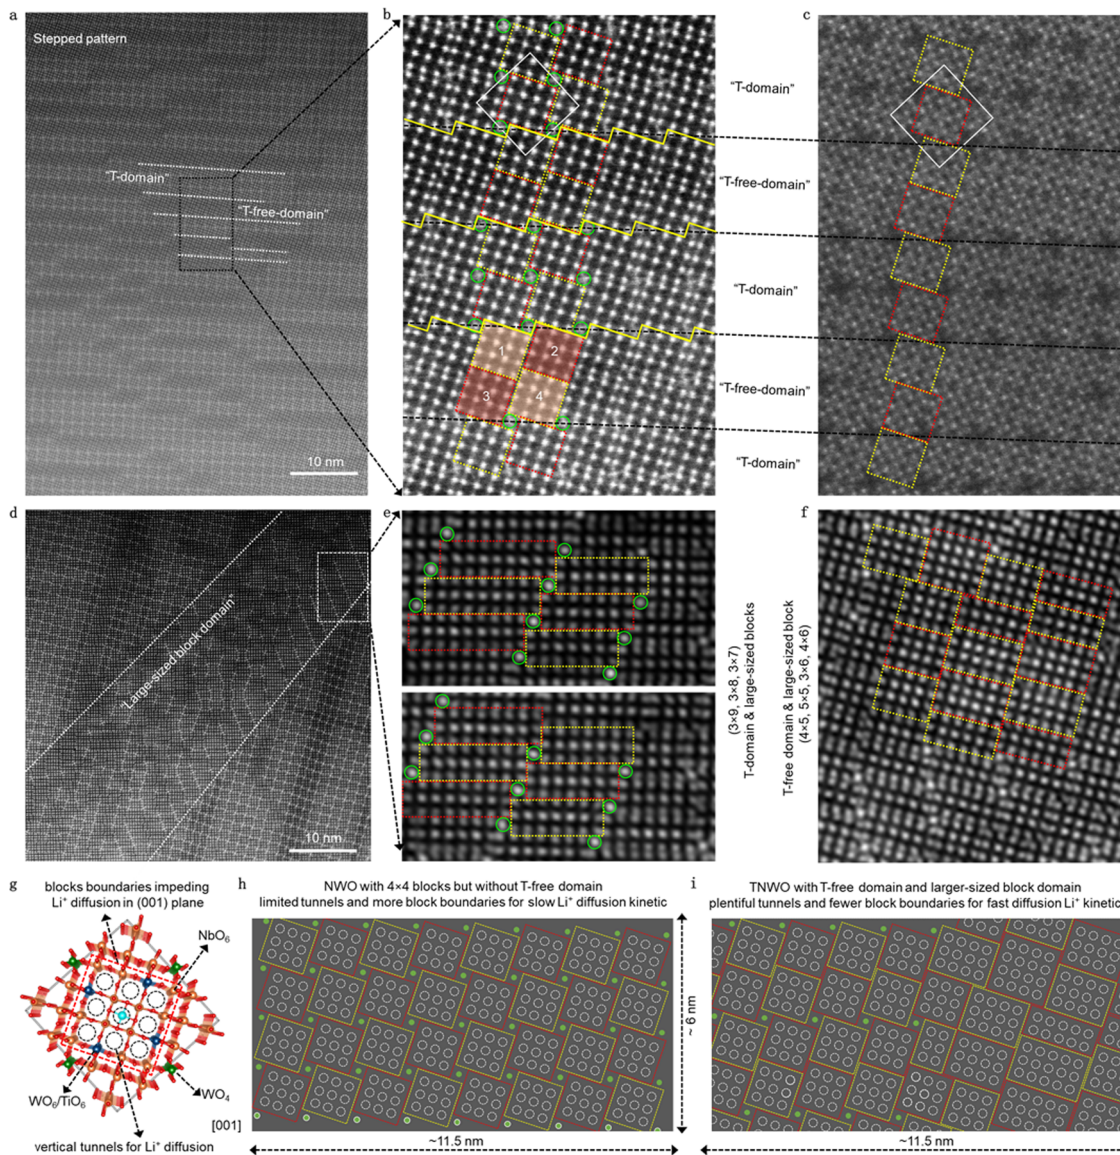 a
Stepped pattern
"T-domain"
"T-free-domain"
10 nm
b
1
2
3
4
"T-domain"
"T-free-domain"
"T-domain"
"T-free-domain"
"T-domain"
c
d
"Large-sized block domain"
10 nm
e
T-domain & large-sized blocks
(3×9, 3×8, 3×7)
T-free domain & large-sized block
(4×5, 5×5, 3×6, 4×6)
f
g
blocks boundaries impeding
Li⁺ diffusion in (001) plane
NbO₆
WO₆/TiO₆
WO₄
[001]
vertical tunnels for Li⁺ diffusion
h
NWO with 4×4 blocks but without T-free domain
limited tunnels and more block boundaries for slow Li⁺ diffusion kinetic
~11.5 nm
~ 6 nm
i
TNWO with T-free domain and larger-sized block domain
plentiful tunnels and fewer block boundaries for fast diffusion Li⁺ kinetic
~11.5 nm